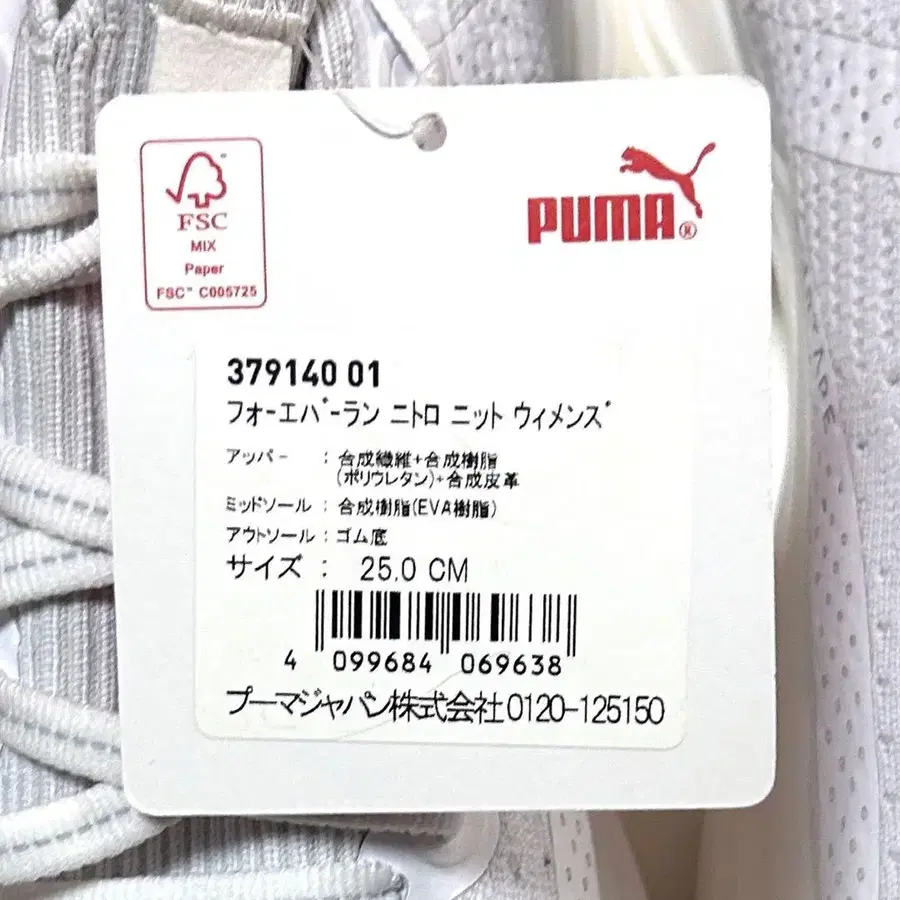 FSC
MIX
Paper
FSC™ C005725
PUMA®
379140 01
フォーエバーラン ニトロ ニット ウィメンズ
アッパー : 合成繊維+合成樹脂
(ポリウレタン)+合成皮革
ミッドソール : 合成樹脂(EVA樹脂)
アウトソール : ゴム底
サイズ : 25.0 CM
4 099684 069638
プーマジャパン株式会社0120-125150